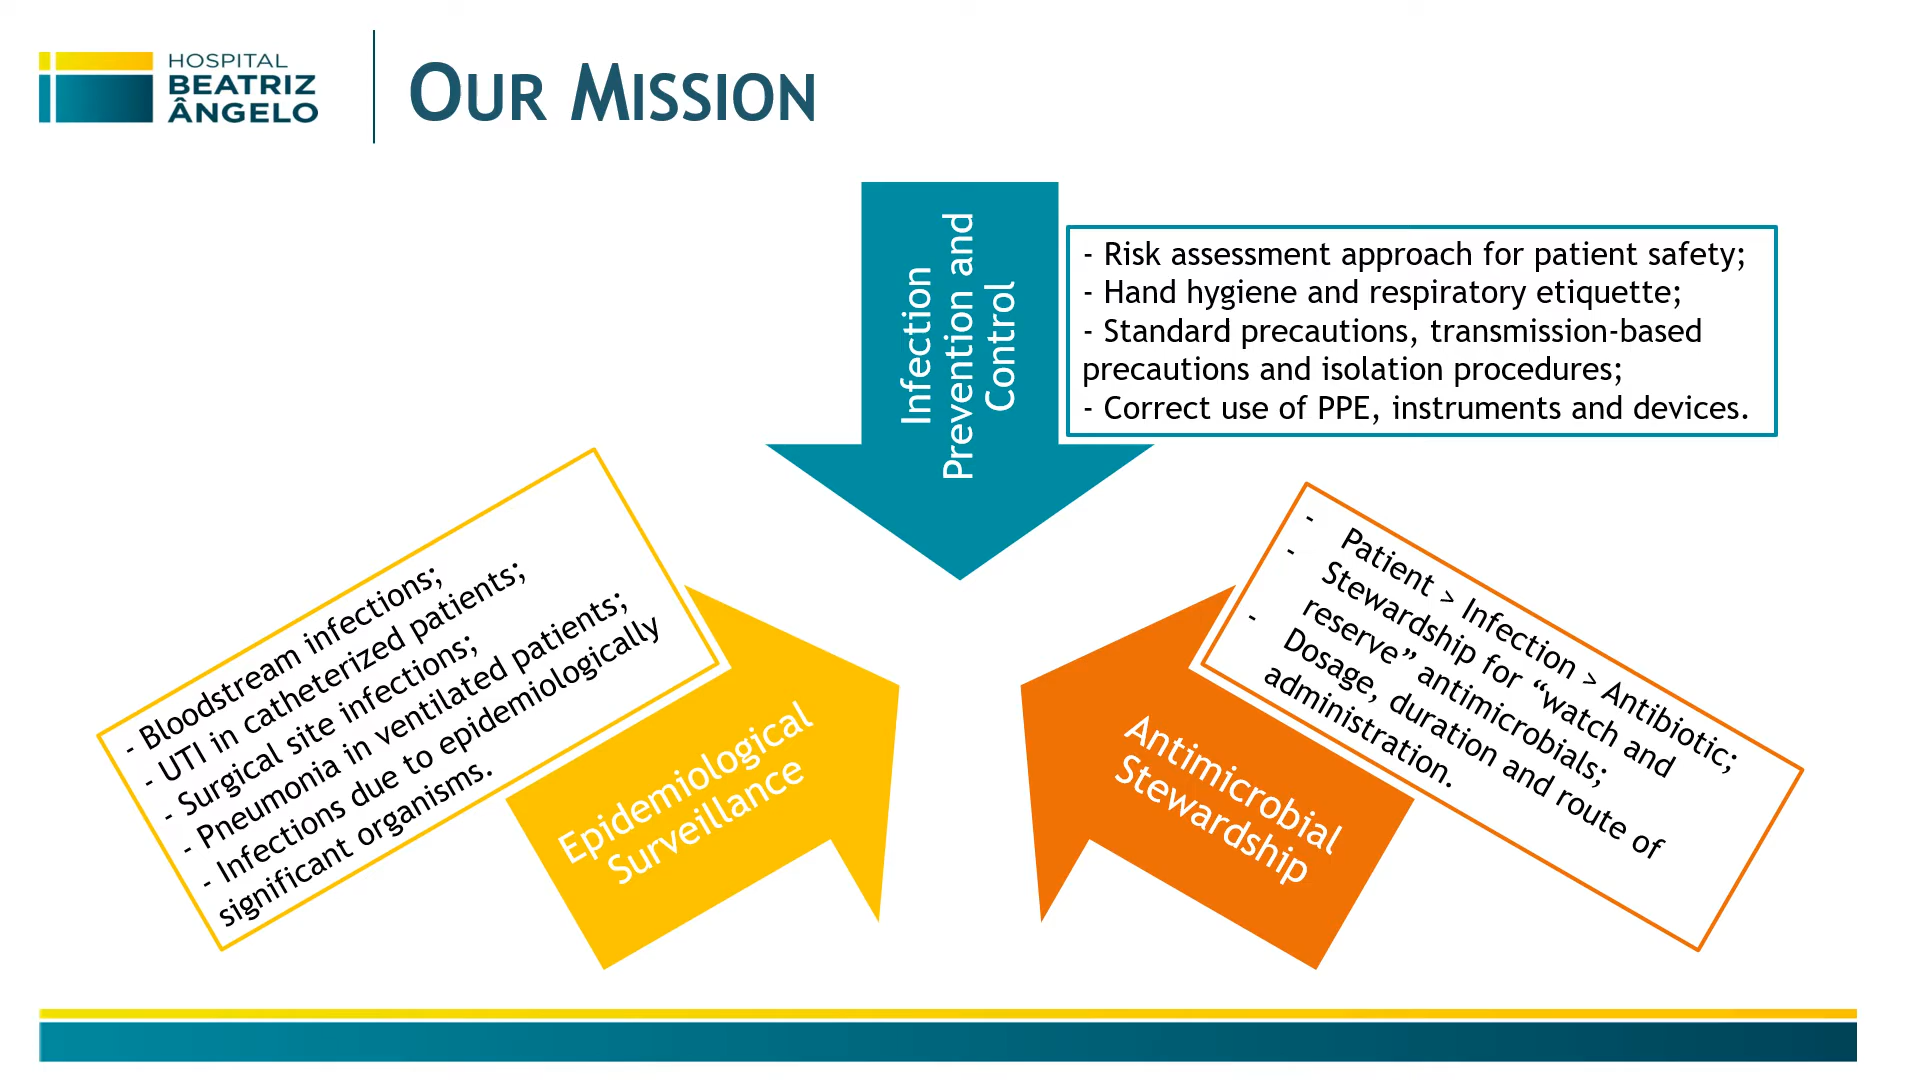 HOSPITAL
BEATRIZ
ÂNGELO
OUR MISSION
Infection
Prevention and
Control
- Risk assessment approach for patient safety;
- Hand hygiene and respiratory etiquette;
- Standard precautions, transmission-based
precautions and isolation procedures;
- Correct use of PPE, instruments and devices.
- Bloodstream infections;
- UTI in catheterized patients;
- Surgical site infections;
- Pneumonia in ventilated patients;
- Infections due to epidemiologically
significant organisms.
Epidemiological
Surveillance
Antimicrobial
Stewardship
- Patient > Infection > Antibiotic;
- Stewardship for “watch and
reserve” antimicrobials;
- Dosage, duration and route of
administration.